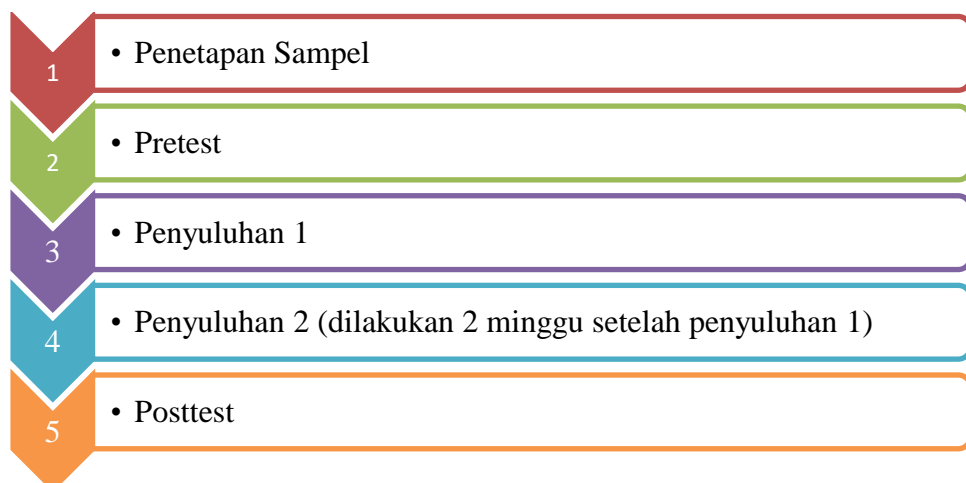 1
• Penetapan Sampel
2
• Pretest
3
• Penyuluhan 1
4
• Penyuluhan 2 (dilakukan 2 minggu setelah penyuluhan 1)
5
• Posttest